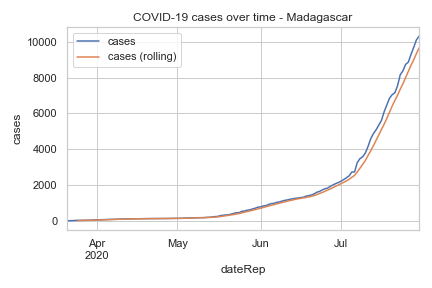 COVID-19 cases over time - Madagascar
cases
cases (rolling)
10000
8000
6000
4000
2000
0
cases
Apr
2020
May
Jun
Jul
dateRep